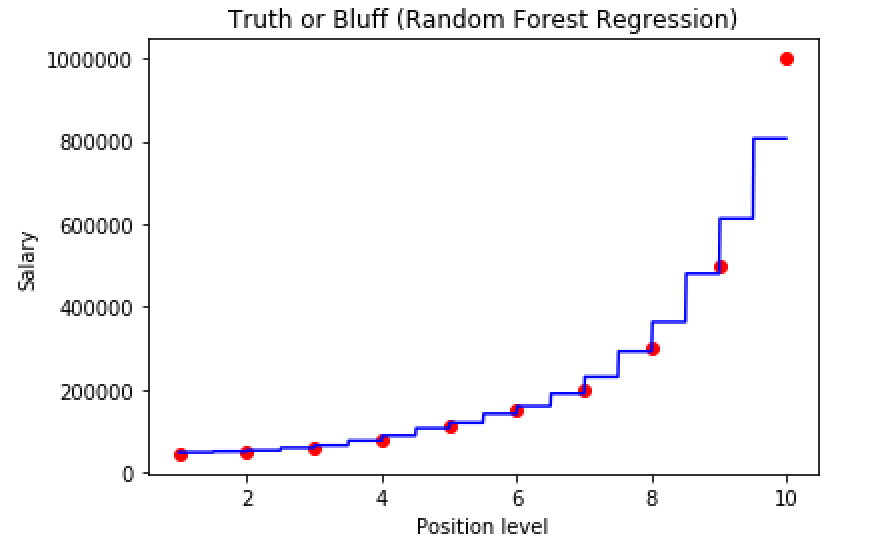 Truth or Bluff (Random Forest Regression)
1000000
800000
600000
400000
200000
0
Salary
2 4 6 8 10
Position level